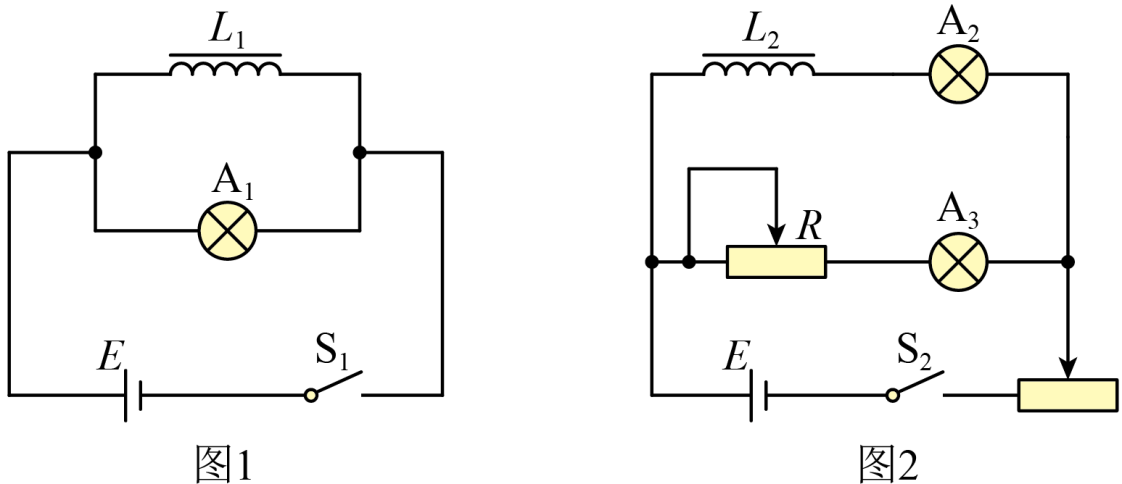 L₁
A₁
E
S₁
图1
L₂
A₂
R
A₃
E
S₂
图2